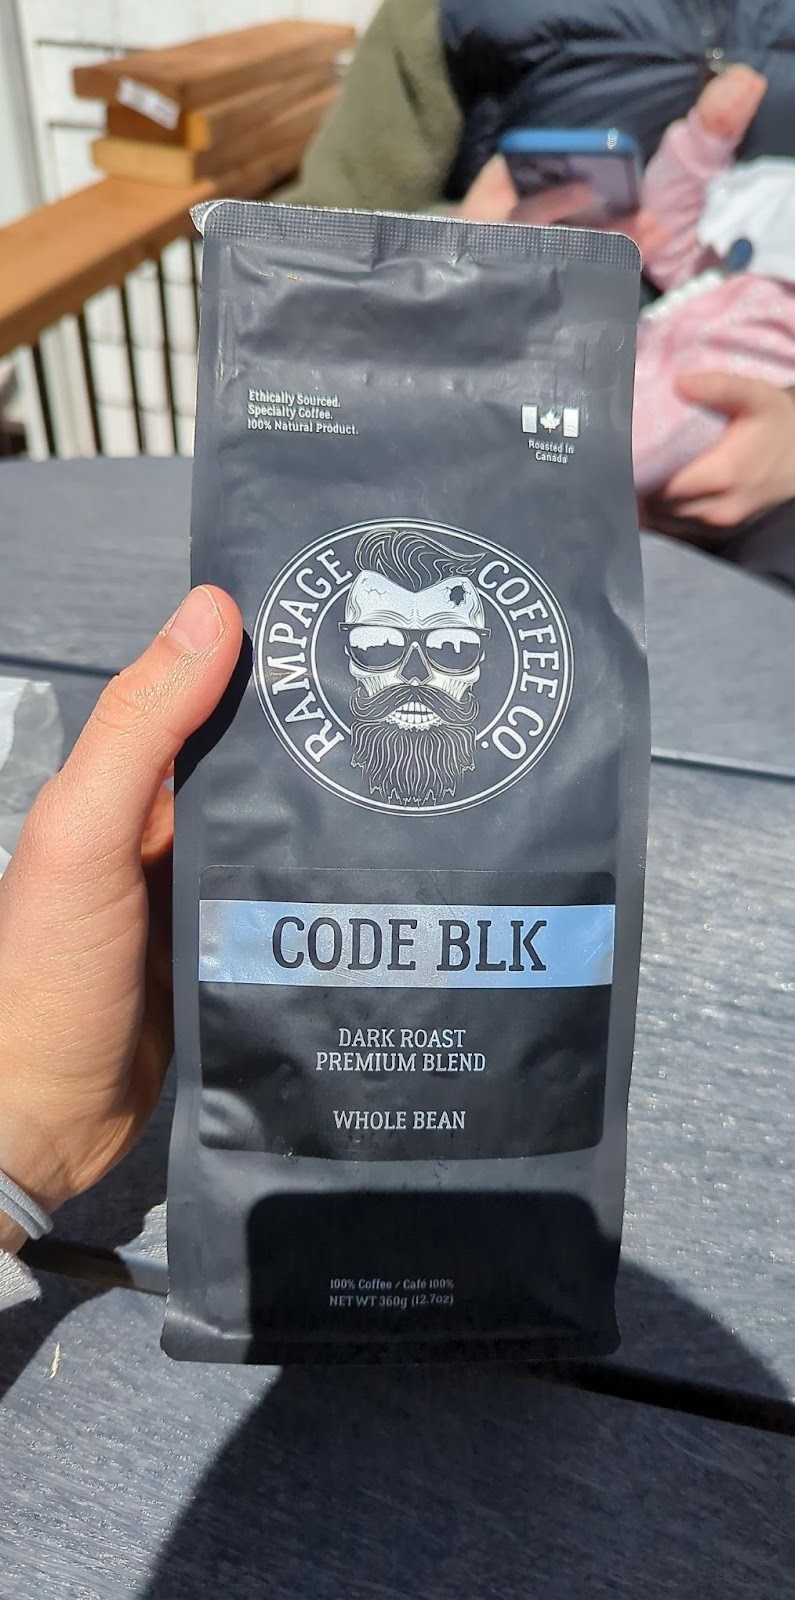 Ethically Sourced.
Specialty Coffee.
100% Natural Product.
Roasted in
Canada
RAMPAGE COFFEE CO.
CODE BLK
DARK ROAST
PREMIUM BLEND
WHOLE BEAN
100% Coffee / Café 100%
NET WT 360g (12.7oz)